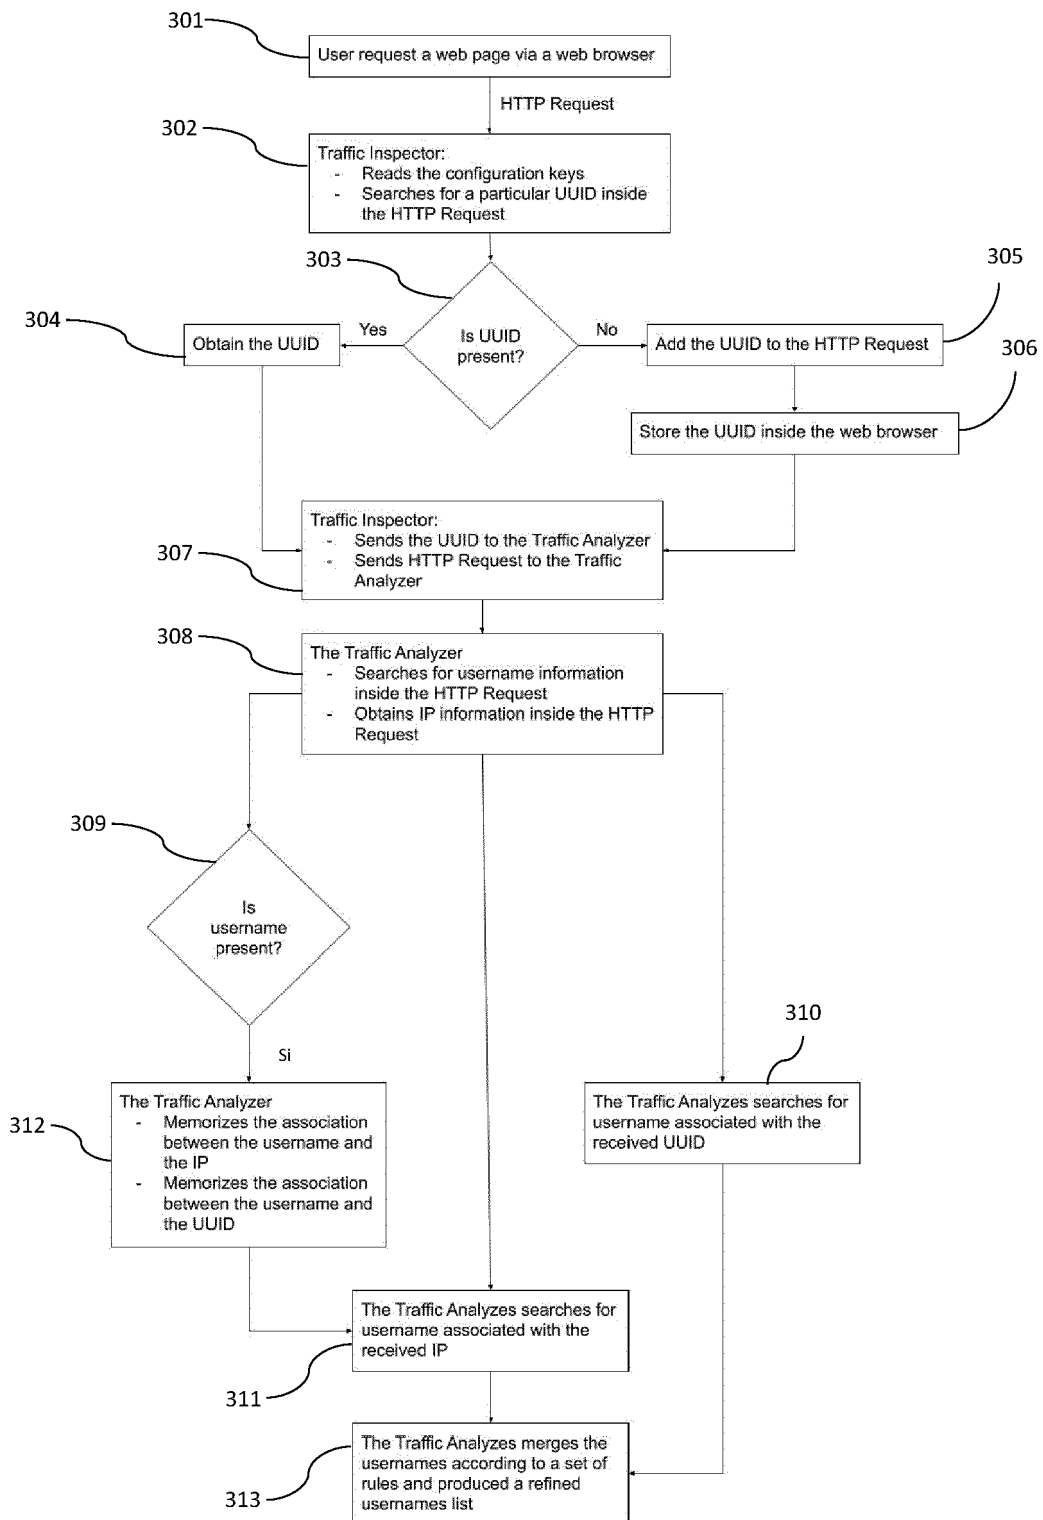 301
User request a web page via a web browser
HTTP Request
302
Traffic Inspector:
- Reads the configuration keys
- Searches for a particular UUID inside
the HTTP Request
303
305
304
Yes
Is UUID
present?
No
Obtain the UUID
Add the UUID to the HTTP Request
306
Store the UUID inside the web browser
Traffic Inspector:
- Sends the UUID to the Traffic Analyzer
- Sends HTTP Request to the Traffic
Analyzer
307
308
The Traffic Analyzer
- Searches for username information
inside the HTTP Request
- Obtains IP information inside the HTTP
Request
309
Is
username
present?
310
Si
The Traffic Analyzer
- Memorizes the association
between the username and
the IP
- Memorizes the association
between the username and
the UUID
312
The Traffic Analyzes searches for
username associated with the
received UUID
The Traffic Analyzes searches for
username associated with the
received IP
311
The Traffic Analyzes merges the
usernames according to a set of
rules and produced a refined
usernames list
313